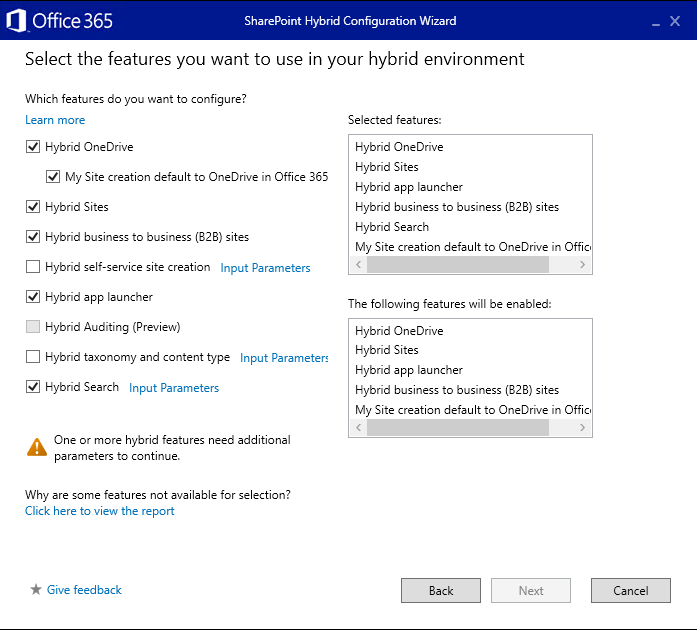 Office 365
SharePoint Hybrid Configuration Wizard
Select the features you want to use in your hybrid environment
Which features do you want to configure?
Learn more
Hybrid OneDrive
My Site creation default to OneDrive in Office 365
Hybrid Sites
Hybrid business to business (B2B) sites
Hybrid self-service site creation Input Parameters
Hybrid app launcher
Hybrid Auditing (Preview)
Hybrid taxonomy and content type Input Parameters
Hybrid Search Input Parameters
One or more hybrid features need additional
parameters to continue.
Why are some features not available for selection?
Click here to view the report
Selected features:
Hybrid OneDrive
Hybrid Sites
Hybrid app launcher
Hybrid business to business (B2B) sites
Hybrid Search
My Site creation default to OneDrive in Offic
The following features will be enabled:
Hybrid OneDrive
Hybrid Sites
Hybrid app launcher
Hybrid business to business (B2B) sites
My Site creation default to OneDrive in Offic
Give feedback
Back
Next
Cancel